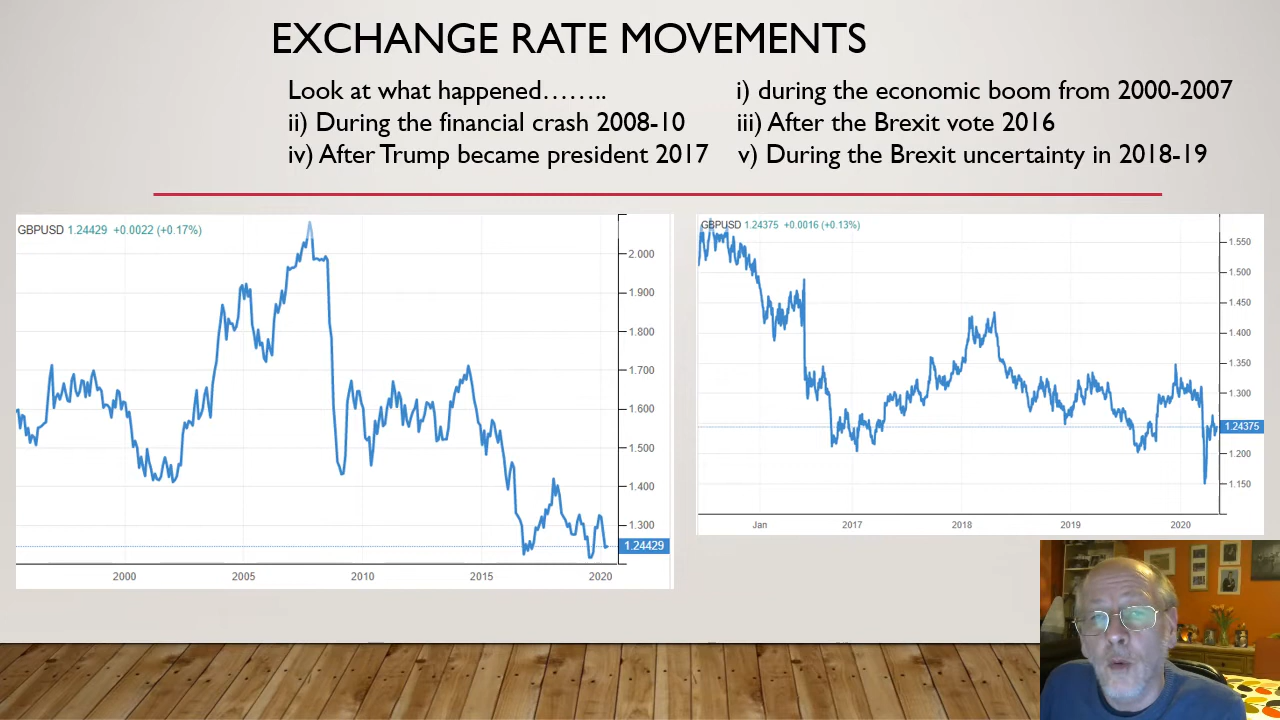 EXCHANGE RATE MOVEMENTS
Look at what happened……..
i) during the economic boom from 2000-2007
ii) During the financial crash 2008-10
iii) After the Brexit vote 2016
iv) After Trump became president 2017
v) During the Brexit uncertainty in 2018-19
GBPUSD 1.24429 +0.0022 (+0.17%)
2.000
1.900
1.800
1.700
1.600
1.500
1.400
1.300
1.24429
2000 2005 2010 2015 2020
GBPUSD 1.24375 +0.0016 (+0.13%)
1.550
1.500
1.450
1.400
1.350
1.300
1.24375
1.200
1.150
Jan 2017 2018 2019 2020